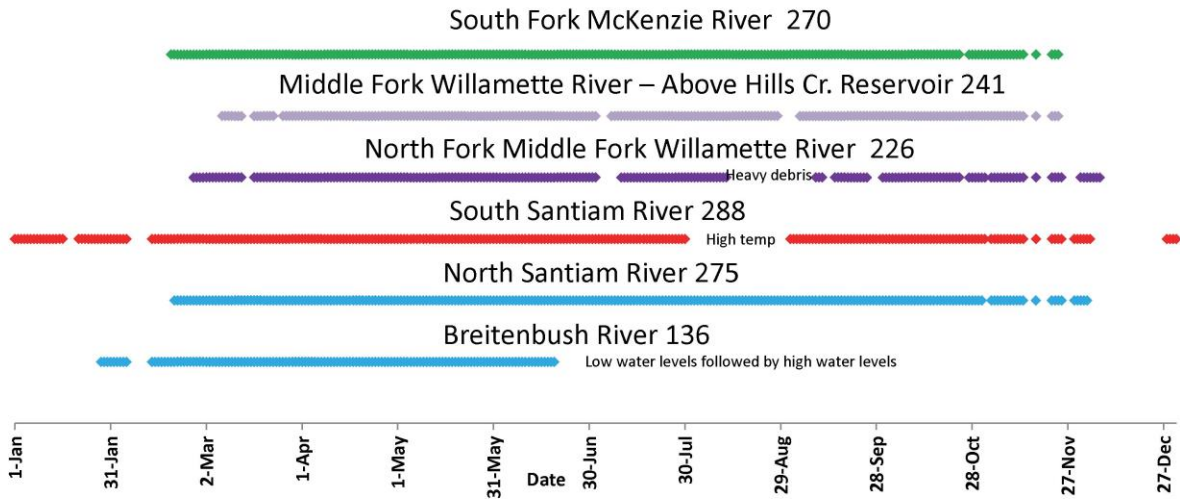 South Fork McKenzie River 270
Middle Fork Willamette River – Above Hills Cr. Reservoir 241
North Fork Middle Fork Willamette River 226
Heavy debris
South Santiam River 288
High temp
North Santiam River 275
Breitenbush River 136
Low water levels followed by high water levels
1-Jan
31-Jan
2-Mar
1-Apr
1-May
31-May
30-Jun
30-Jul
29-Aug
28-Sep
28-Oct
27-Nov
27-Dec
Date